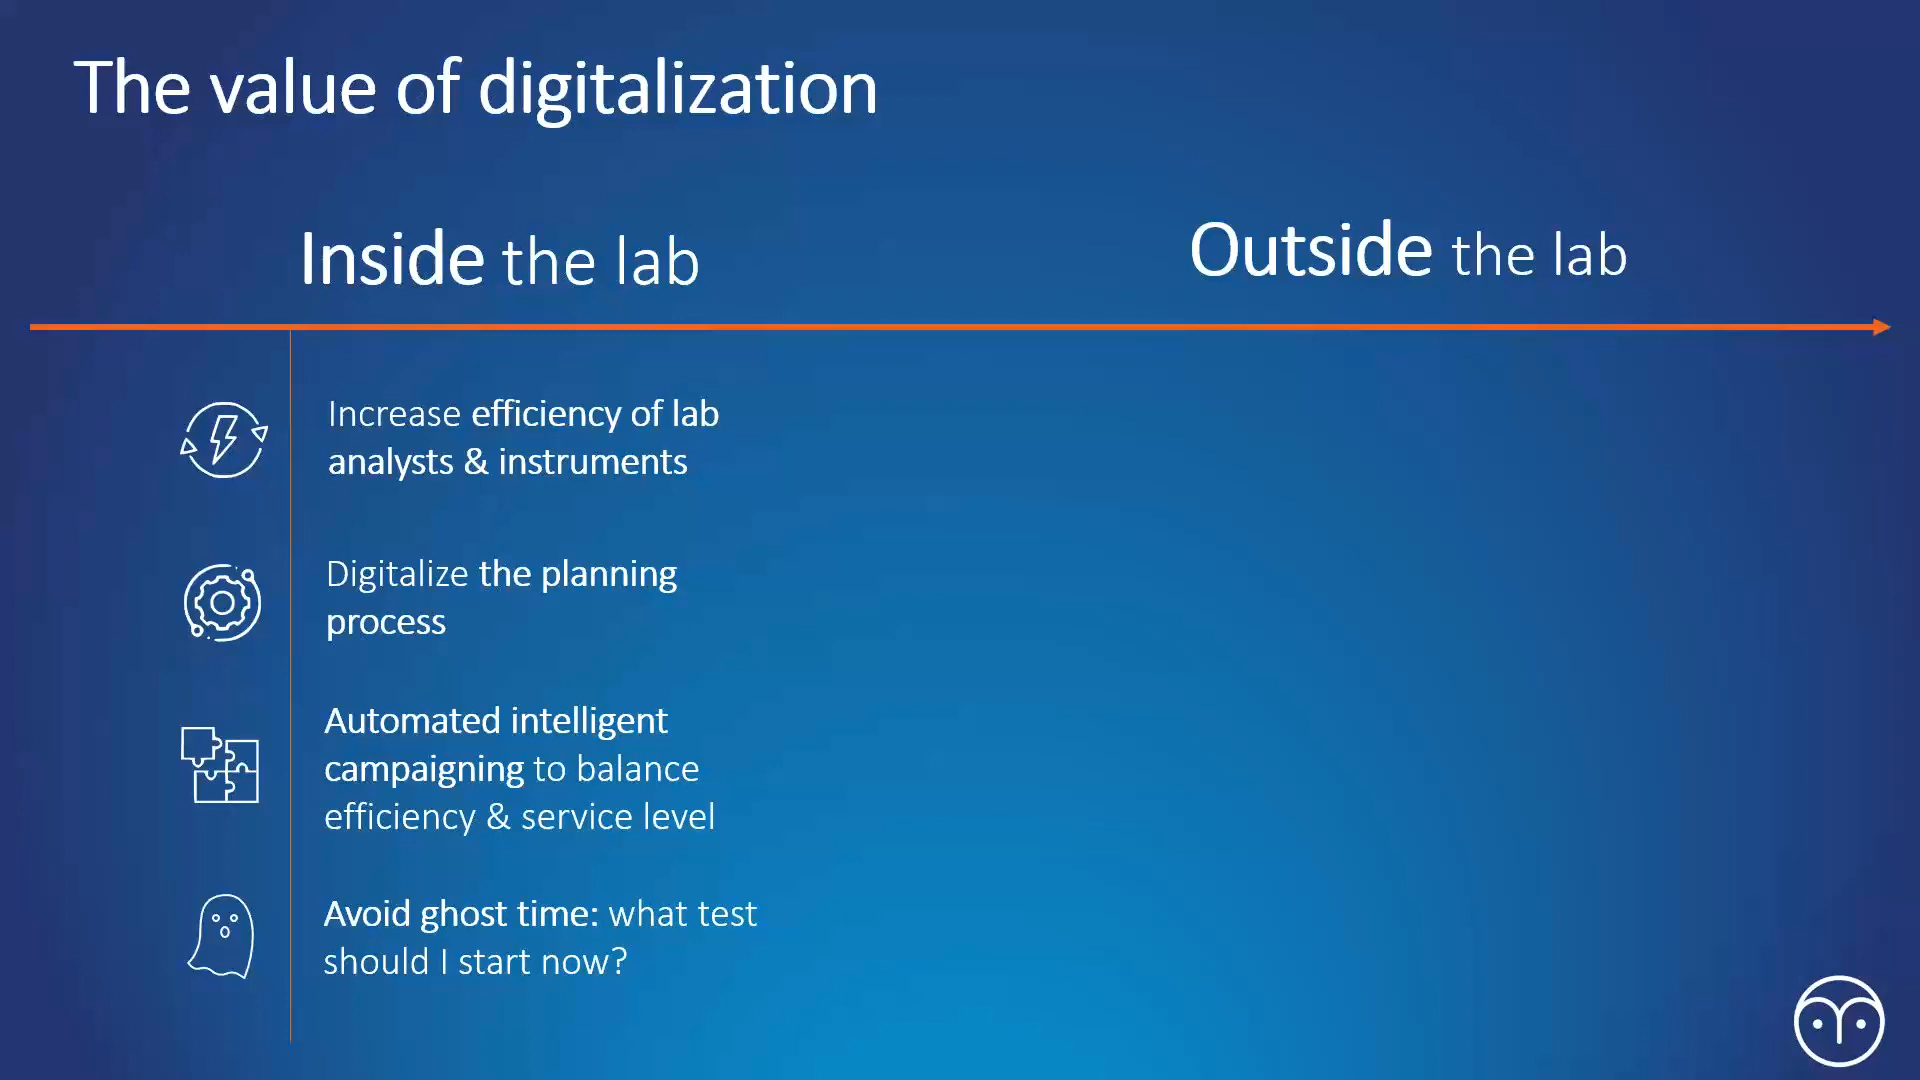 The value of digitalization
Inside the lab
Outside the lab
Increase efficiency of lab
analysts & instruments
Digitalize the planning
process
Automated intelligent
campaigning to balance
efficiency & service level
Avoid ghost time: what test
should I start now?